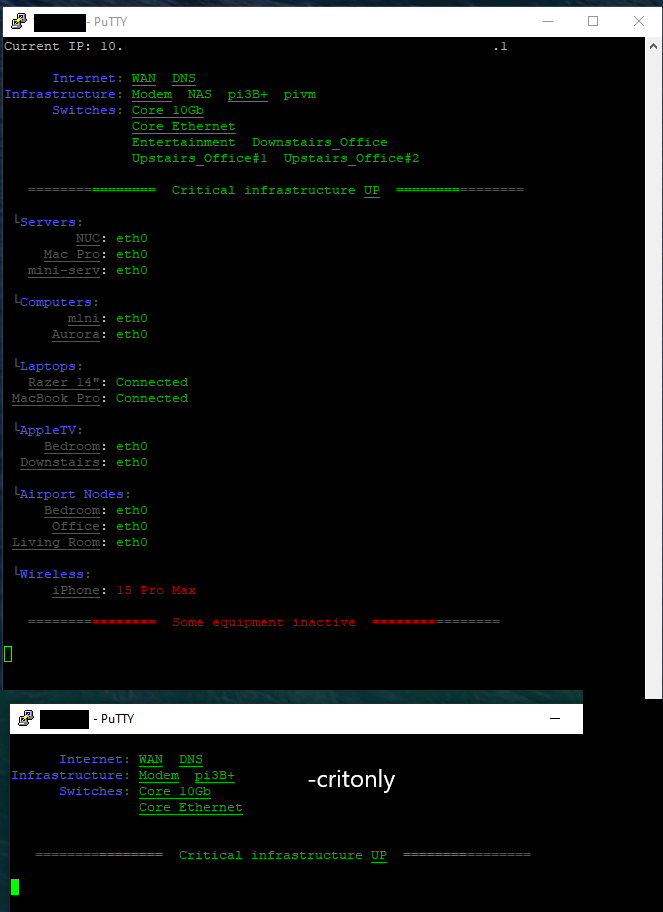 - PuTTY
Current IP: 10. .1
Internet: WAN DNS
Infrastructure: Modem NAS pi3B+ pivm
Switches: Core 10Gb
Core Ethernet
Entertainment Downstairs_Office
Upstairs_Office#1 Upstairs_Office#2
================ Critical infrastructure UP ================
└Servers:
NUC: eth0
Mac Pro: eth0
mini-serv: eth0
└Computers:
m1ni: eth0
Aurora: eth0
└Laptops:
Razer 14": Connected
MacBook Pro: Connected
└AppleTV:
Bedroom: eth0
Downstairs: eth0
└Airport Nodes:
Bedroom: eth0
Office: eth0
Living Room: eth0
└Wireless:
iPhone: 15 Pro Max
================ Some equipment inactive ================
- PuTTY
Internet: WAN DNS
Infrastructure: Modem pi3B+
Switches: Core 10Gb
Core Ethernet
-critonly
================ Critical infrastructure UP ================